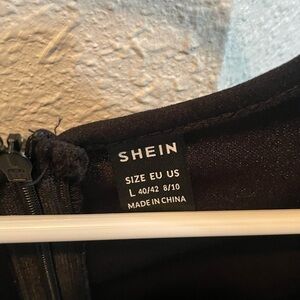 SHEIN
SIZE EU US
L 40/42 8/10
MADE IN CHINA